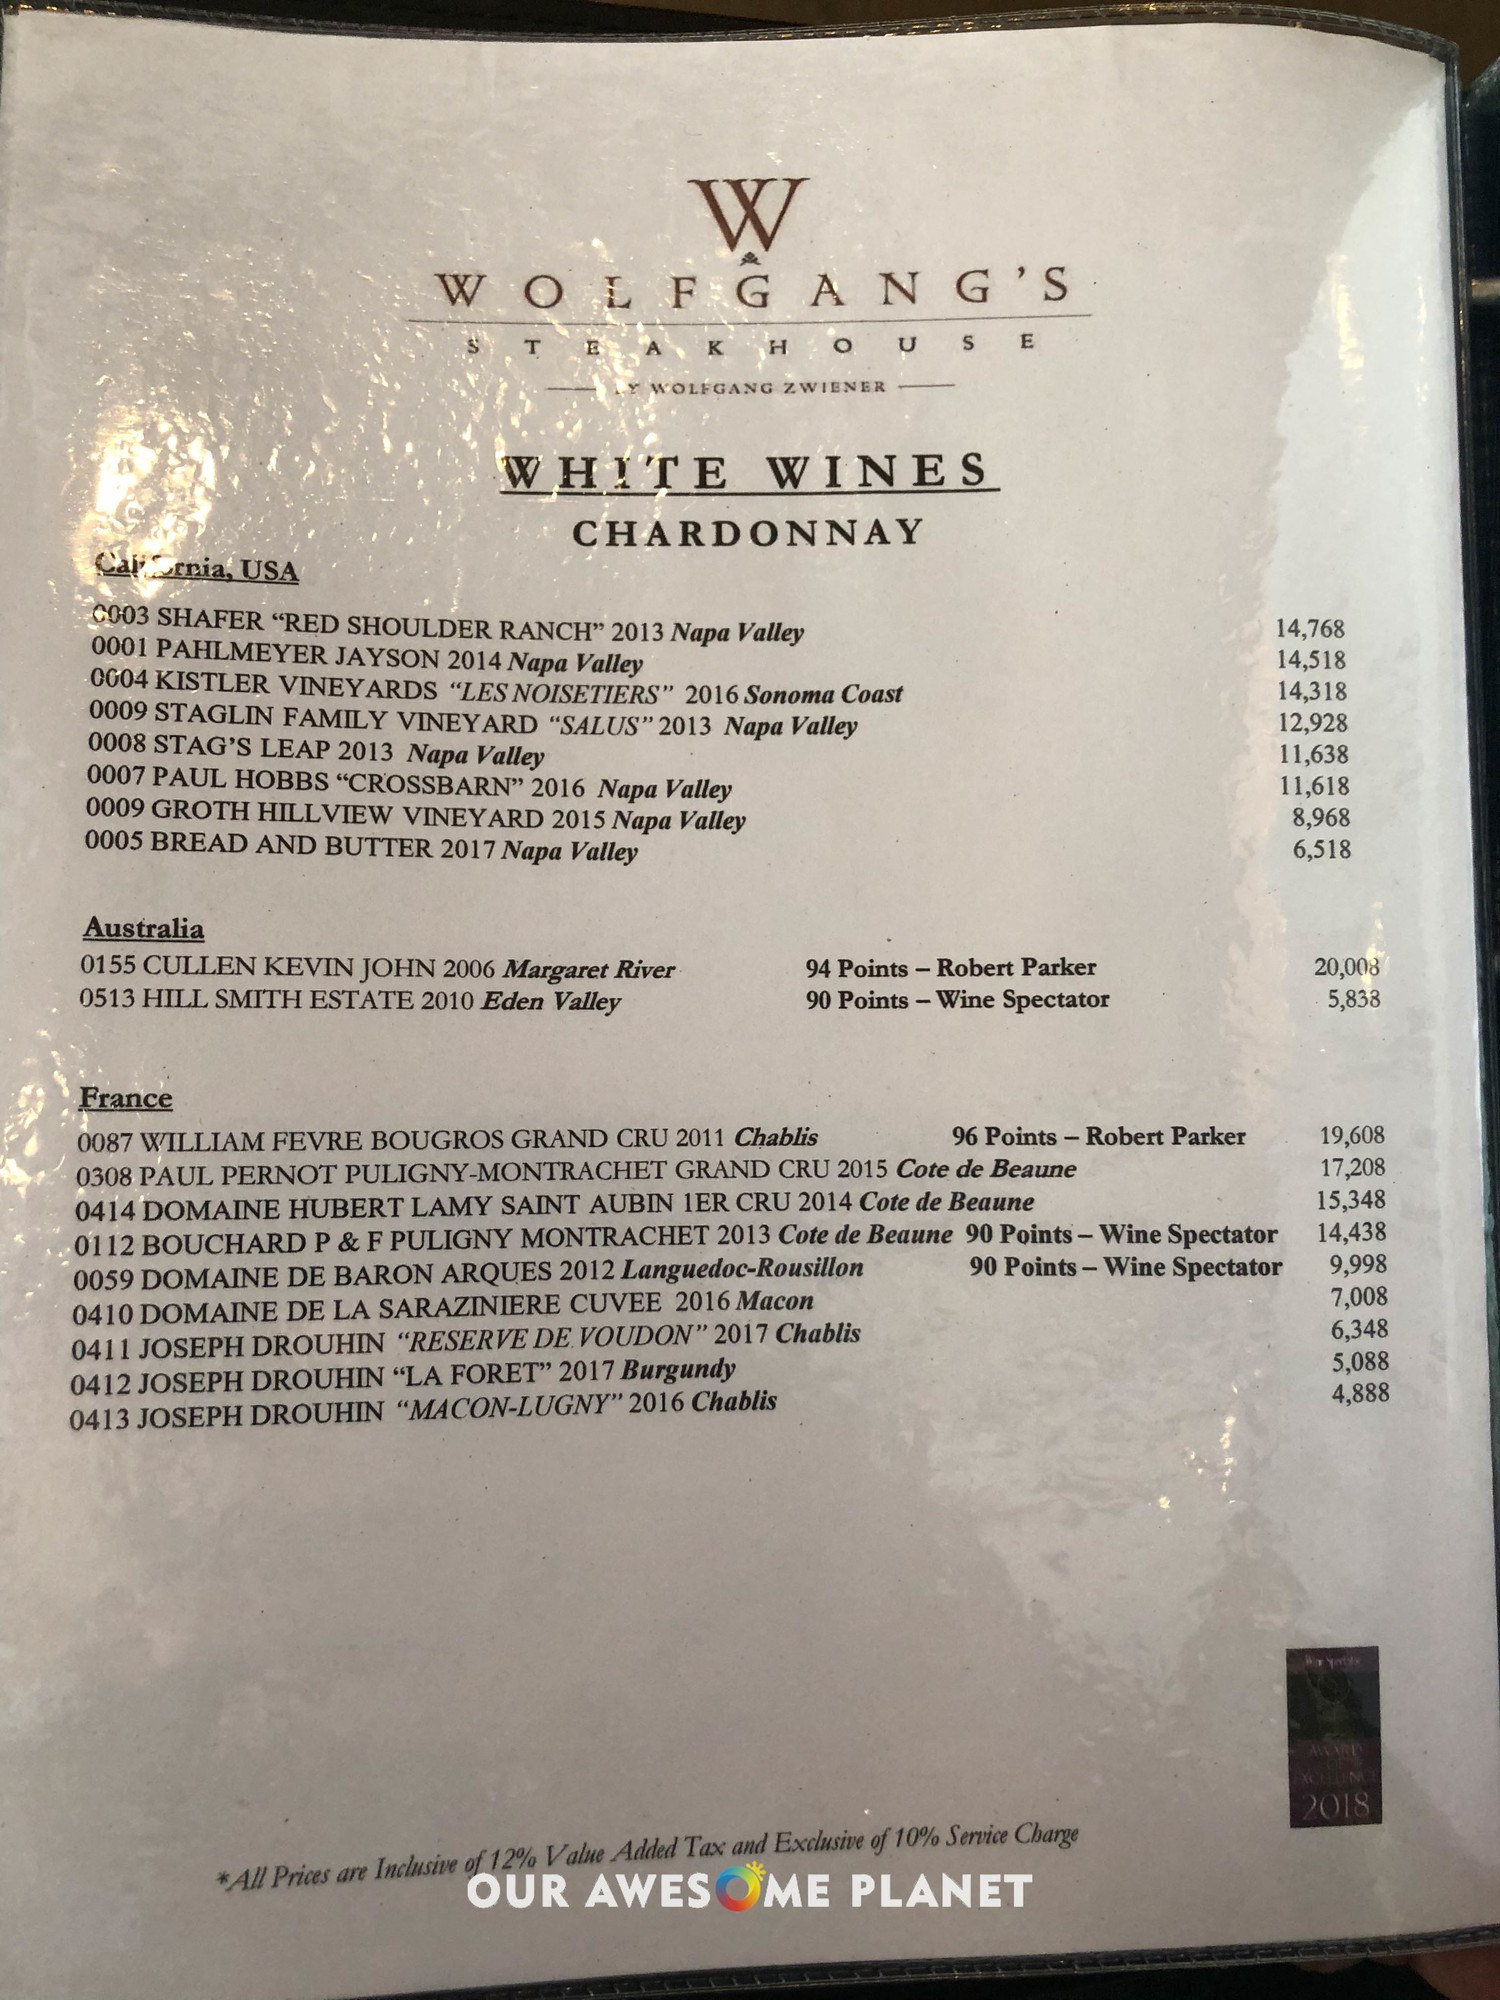 W
WOLFGANG'S
STEAKHOUSE
BY WOLFGANG ZWIENER
WHITE WINES
CHARDONNAY
California, USA
0003 SHAFER “RED SHOULDER RANCH” 2013 Napa Valley 14,768
0001 PAHLMEYER JAYSON 2014 Napa Valley 14,518
0004 KISTLER VINEYARDS “LES NOISETIERS” 2016 Sonoma Coast 14,318
0009 STAGLIN FAMILY VINEYARD “SALUS” 2013 Napa Valley 12,928
0008 STAG’S LEAP 2013 Napa Valley 11,638
0007 PAUL HOBBS “CROSSBARN” 2016 Napa Valley 11,618
0009 GROTH HILLVIEW VINEYARD 2015 Napa Valley 8,968
0005 BREAD AND BUTTER 2017 Napa Valley 6,518
Australia
0155 CULLEN KEVIN JOHN 2006 Margaret River 94 Points – Robert Parker 20,008
0513 HILL SMITH ESTATE 2010 Eden Valley 90 Points – Wine Spectator 5,838
France
0087 WILLIAM FEVRE BOUGROS GRAND CRU 2011 Chablis 96 Points – Robert Parker 19,608
0308 PAUL PERNOT PULIGNY-MONTRACHET GRAND CRU 2015 Cote de Beaune 17,208
0414 DOMAINE HUBERT LAMY SAINT AUBIN 1ER CRU 2014 Cote de Beaune 15,348
0112 BOUCHARD P & F PULIGNY MONTRACHET 2013 Cote de Beaune 90 Points – Wine Spectator 14,438
0059 DOMAINE DE BARON ARQUES 2012 Languedoc-Rousillon 90 Points – Wine Spectator 9,998
0410 DOMAINE DE LA SARAZINIERE CUVEE 2016 Macon 7,008
0411 JOSEPH DROUHIN “RESERVE DE VOUDON” 2017 Chablis 6,348
0412 JOSEPH DROUHIN “LA FORET” 2017 Burgundy 5,088
0413 JOSEPH DROUHIN “MACON-LUGNY” 2016 Chablis 4,888
Wine Spectator
AWARD
OF
EXCELLENCE
2018
*All Prices are Inclusive of 12% Value Added Tax and Exclusive of 10% Service Charge
OUR AWESOME PLANET